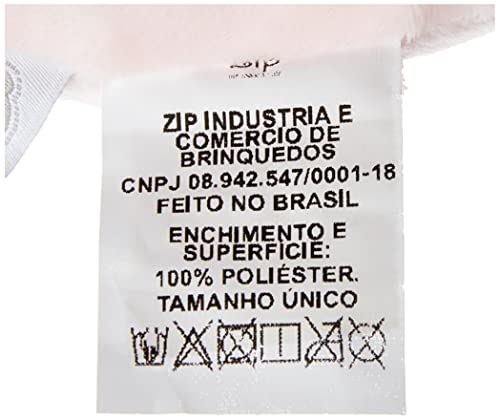 Zip
ZIP INDUSTRIA E
COMERCIO DE
BRINQUEDOS
CNPJ 08.942.547/0001-18
FEITO NO BRASIL
ENCHIMENTO E
SUPERFICIE:
100% POLIÉSTER.
TAMANHO ÚNICO